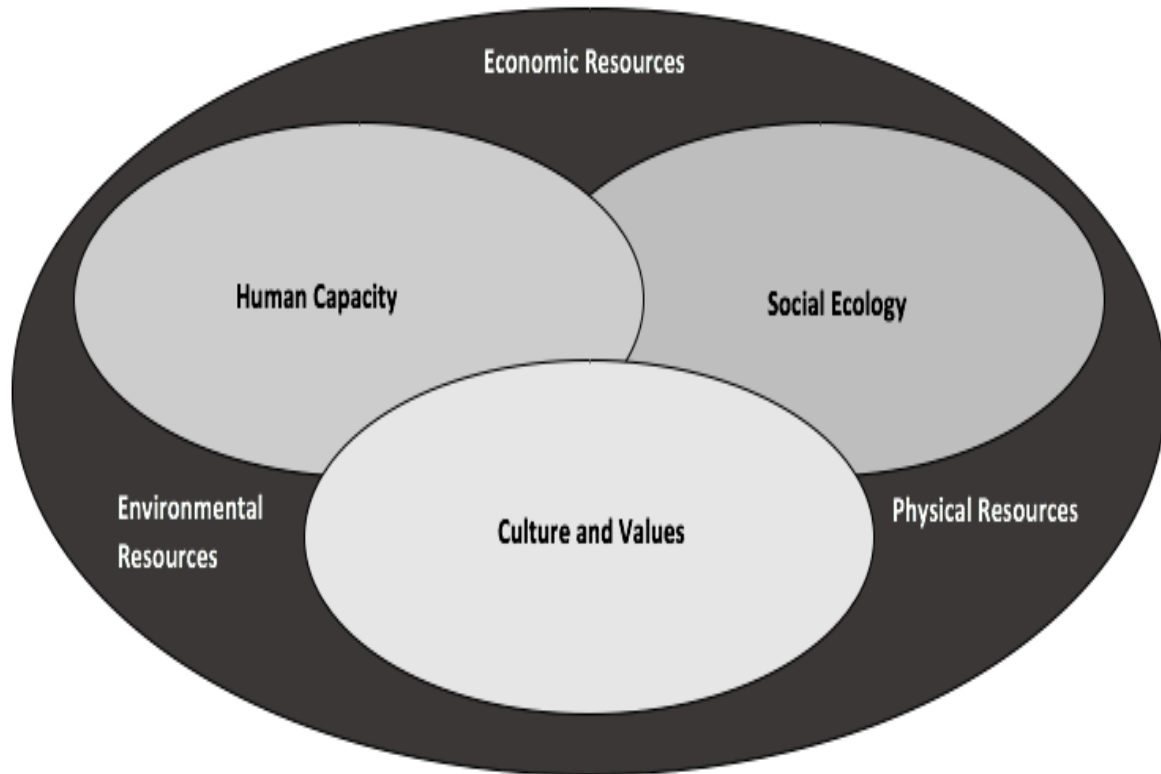 Economic Resources
Human Capacity
Social Ecology
Environmental
Resources
Physical Resources
Culture and Values